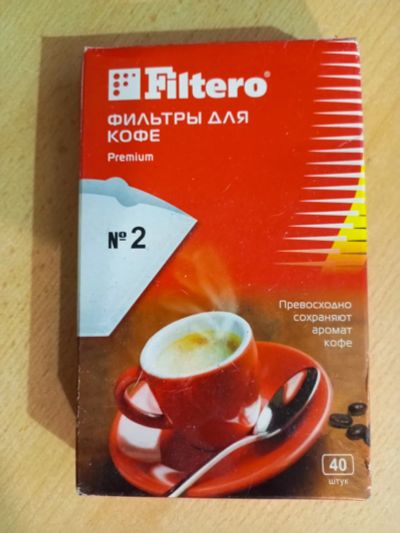 Filtero®
ФИЛЬТРЫ ДЛЯ
КОФЕ
Premium
№2
Превосходно
сохраняют
аромат
кофе
40
штук